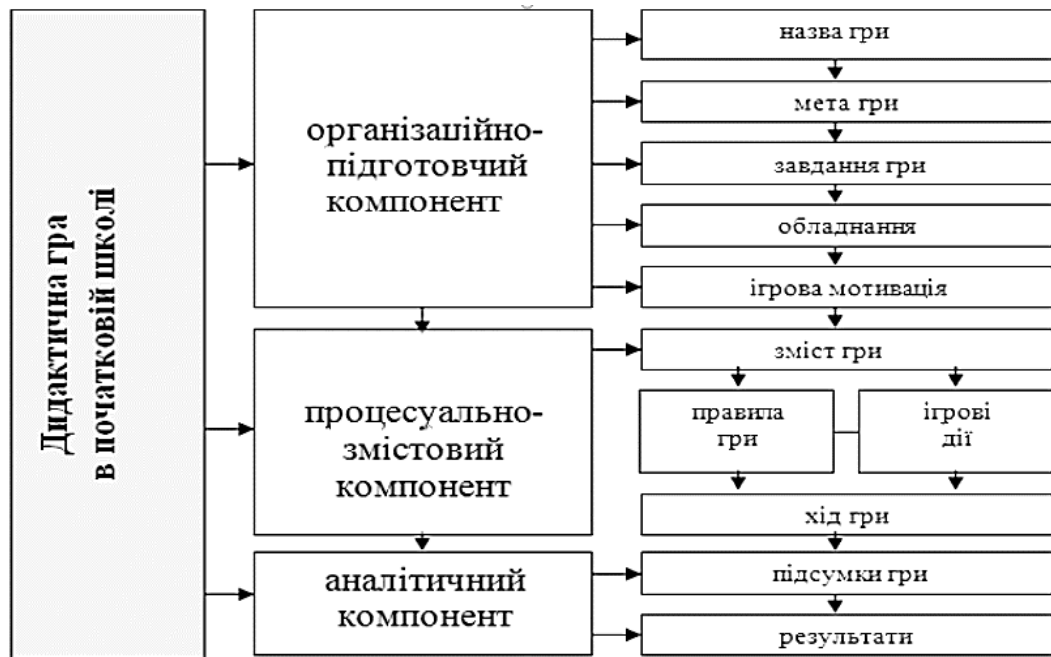 Дидактична гра
в початковій школі
організаційно-
підготовчий
компонент
процесуально-
змістовий
компонент
аналітичний
компонент
назва гри
мета гри
завдання гри
обладнання
ігрова мотивація
зміст гри
правила
гри
ігрові
дії
хід гри
підсумки гри
результати